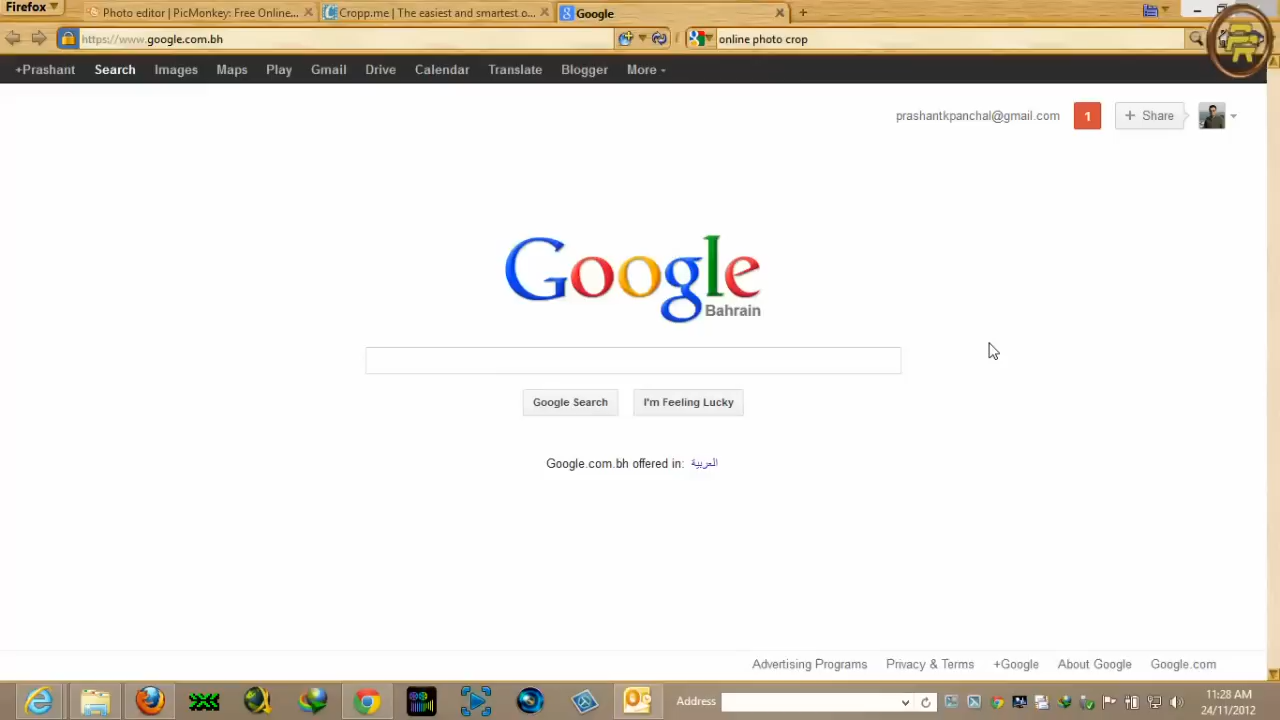 Firefox
Photo editor | PicMonkey: Free Online...
Cropp.me | The easiest and smartest o...
Google
https://www.google.com.bh
online photo crop
+Prashant Search Images Maps Play Gmail Drive Calendar Translate Blogger More
prashantkpanchal@gmail.com 1 + Share
Google
Bahrain
Google Search I'm Feeling Lucky
Google.com.bh offered in: العربية
Advertising Programs Privacy & Terms +Google About Google Google.com
Address
11:28 AM
24/11/2012